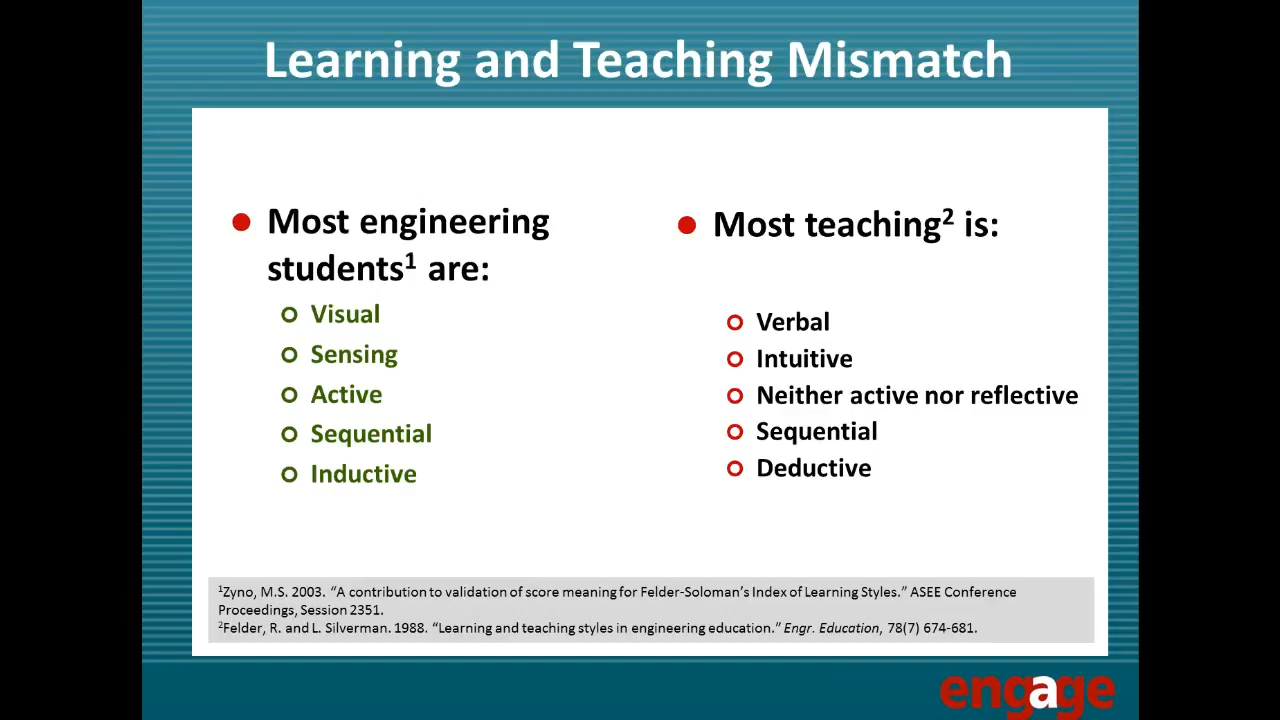 Learning and Teaching Mismatch
Most engineering
students¹ are:
Visual
Sensing
Active
Sequential
Inductive
Most teaching² is:
Verbal
Intuitive
Neither active nor reflective
Sequential
Deductive
¹Zyno, M.S. 2003. “A contribution to validation of score meaning for Felder-Soloman’s Index of Learning Styles.” ASEE Conference
Proceedings, Session 2351.
²Felder, R. and L. Silverman. 1988. “Learning and teaching styles in engineering education.” Engr. Education, 78(7) 674-681.
engage